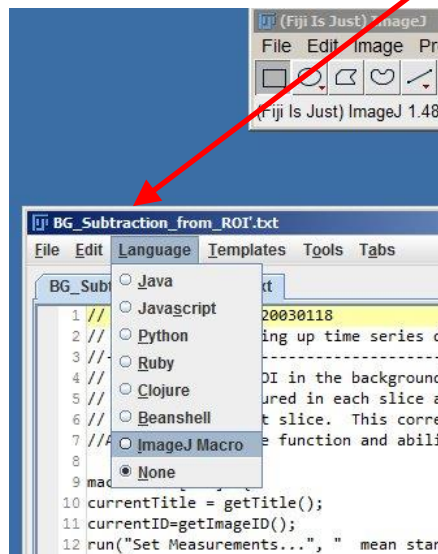 (Fiji Is Just) ImageJ
File Edit Image Pr
(Fiji Is Just) ImageJ 1.48
BG_Subtraction_from_ROI'.txt
File Edit Language Templates Tools Tabs
BG_Subt xt
Java
Javascript
Python
Ruby
Clojure
Beanshell
ImageJ Macro
None
1 // 20030118
2 // ing up time series
3 //- ------------------
4 // OI in the background
5 // ured in each slice
6 // t slice. This corre
7 //A e function and abili
8
9 mac
10 currentTitle = getTitle();
11 currentID=getImageID();
12 run("Set Measurements...", " mean star